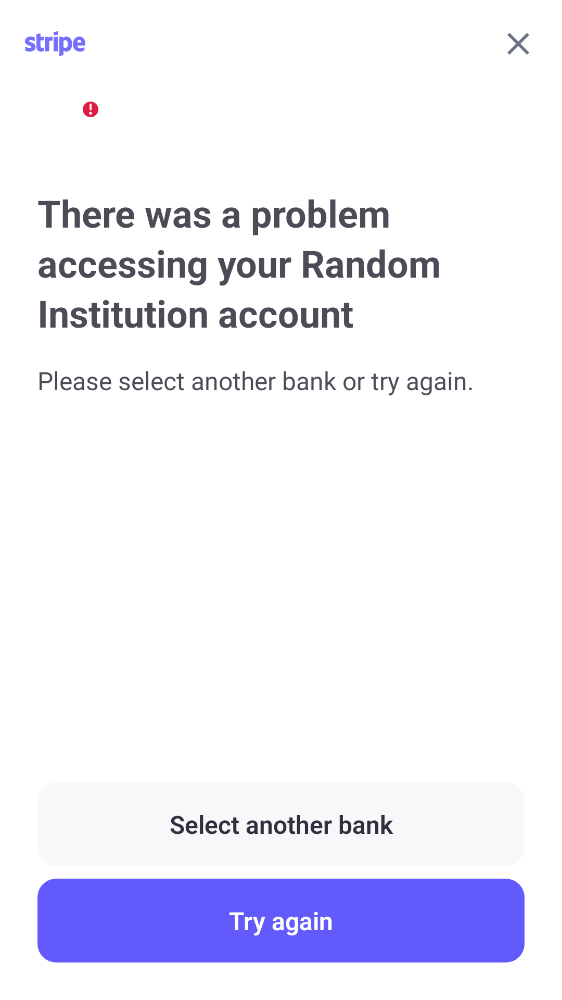 stripe
There was a problem
accessing your Random
Institution account
Please select another bank or try again.
Select another bank
Try again